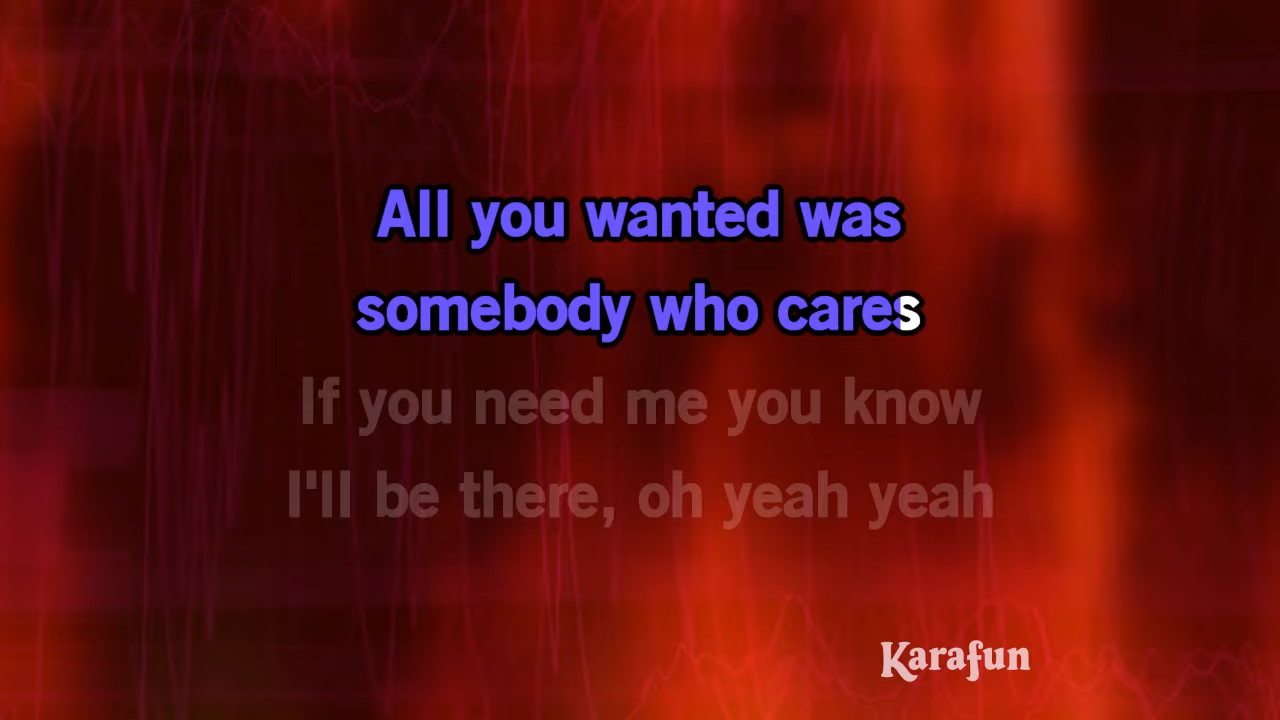 All you wanted was
somebody who cares
If you need me you know
I'll be there, oh yeah yeah
Karafun